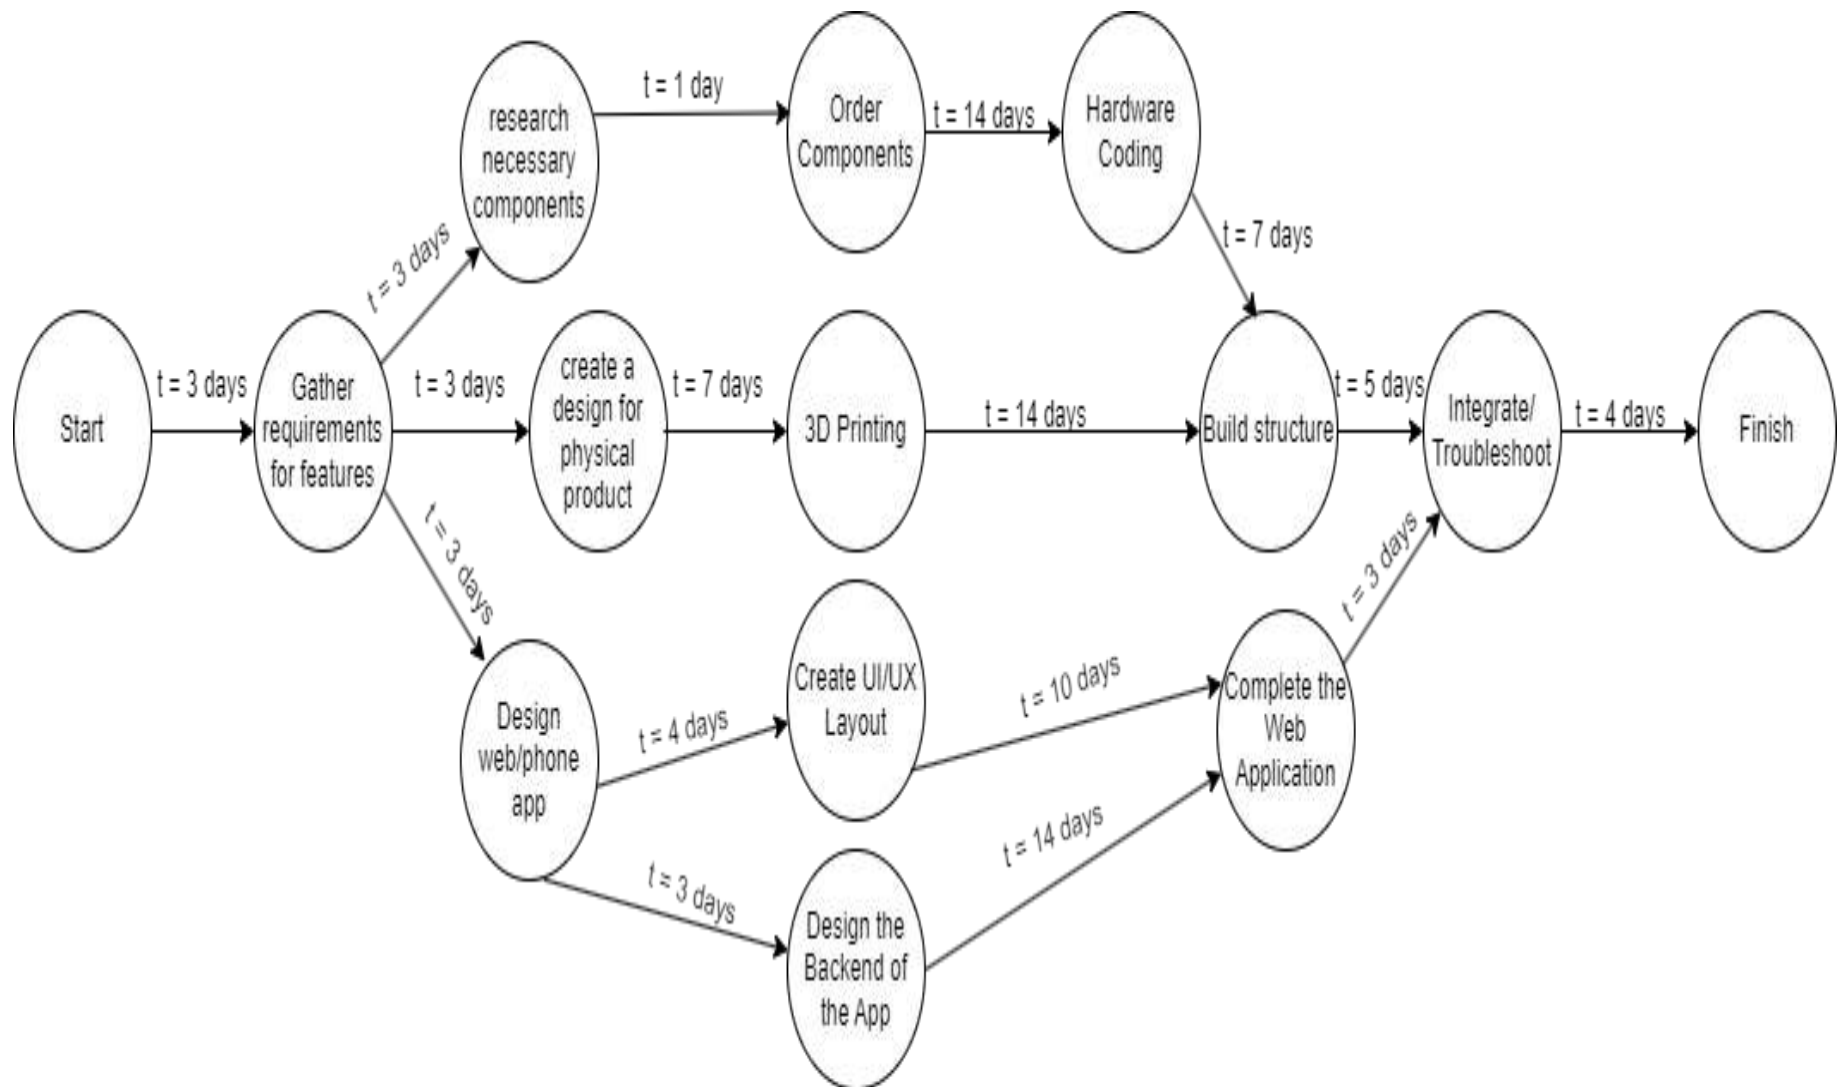 research
necessary
components
t = 1 day
Order
Components
t = 14 days
Hardware
Coding
t = 3 days
t = 7 days
Start
t = 3 days
Gather
requirements
for features
t = 3 days
create a
design for
physical
product
t = 7 days
3D Printing
t = 14 days
Build structure
t = 5 days
Integrate/
Troubleshoot
t = 4 days
Finish
t = 3 days
Design
web/phone
app
t = 4 days
Create UI/UX
Layout
t = 10 days
Complete the
Web
Application
t = 3 days
t = 3 days
Design the
Backend of
the App
t = 14 days